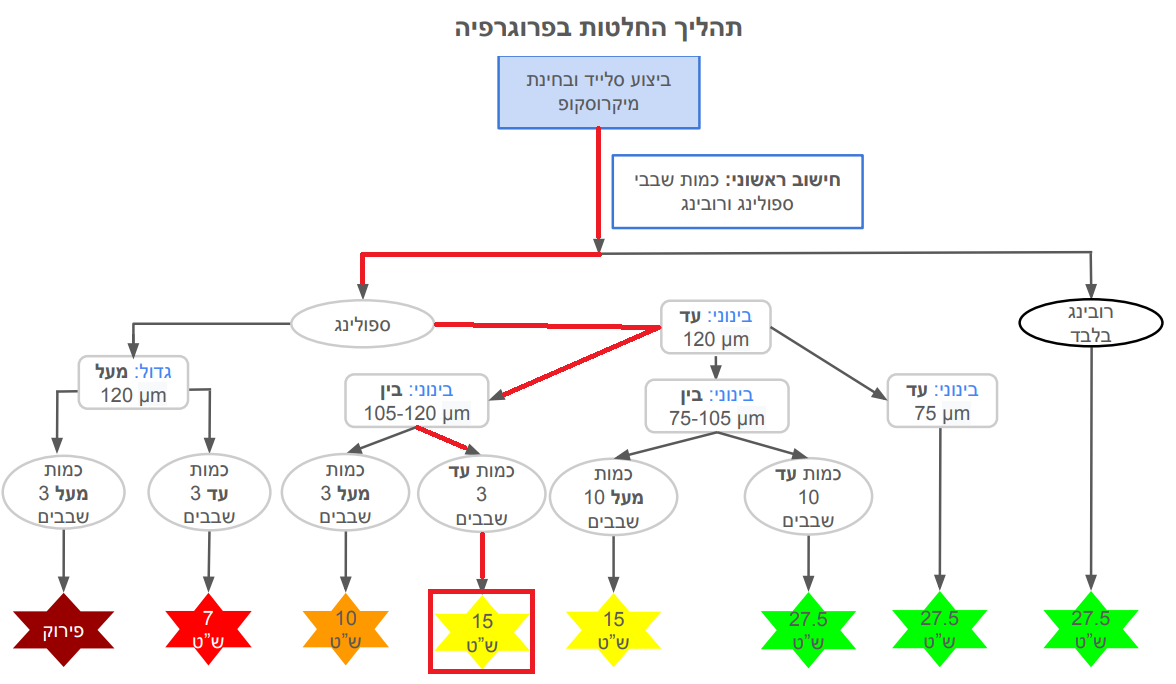 תהליך החלטות בפרוגרפיה
ביצוע סלייד ובחינת
מיקרוסקופ
חישוב ראשוני: כמות שבבי
ספולינג ורובינג
רובינג
בלבד
ספולינג
בינוני: עד
120 µm
גדול: מעל
120 µm
בינוני: בין
105-120 µm
בינוני: בין
75-105 µm
בינוני: עד
75 µm
כמות
מעל 3
שבבים
כמות
עד 3
שבבים
כמות
מעל 3
שבבים
כמות עד
3
שבבים
כמות
מעל 10
שבבים
כמות עד
10
שבבים
פירוק
7
ש"ט
10
ש"ט
15
ש"ט
15
ש"ט
27.5
ש"ט
27.5
ש"ט
27.5
ש"ט